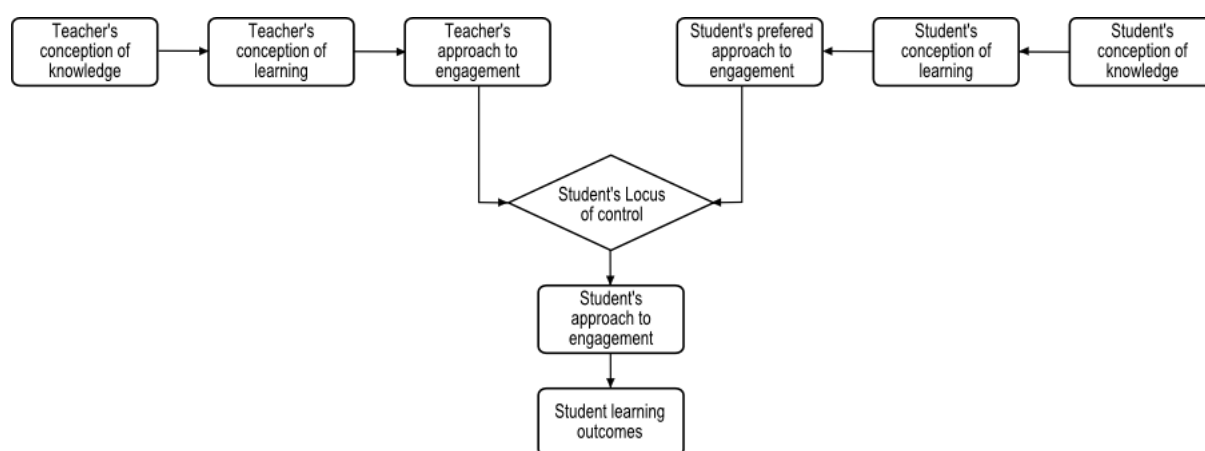 Teacher's
conception of
knowledge
Teacher's
conception of
learning
Teacher's
approach to
engagement
Student's prefered
approach to
engagement
Student's
conception of
learning
Student's
conception of
knowledge
Student's Locus
of control
Student's
approach to
engagement
Student learning
outcomes